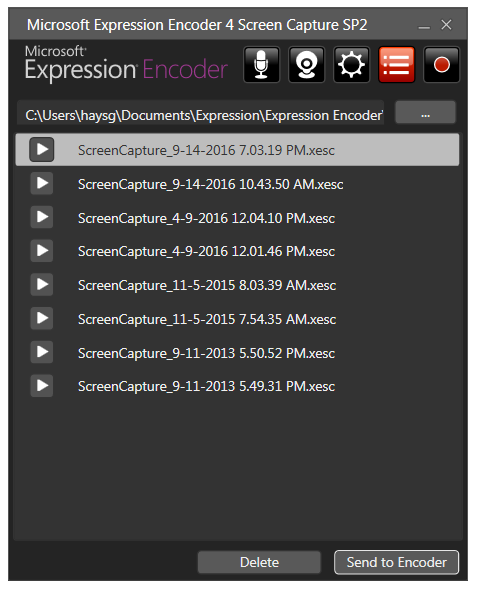 Microsoft Expression Encoder 4 Screen Capture SP2
Microsoft®
Expression® Encoder
C:\Users\haysg\Documents\Expression\Expression Encoder\
...
ScreenCapture_9-14-2016 7.03.19 PM.xesc
ScreenCapture_9-14-2016 10.43.50 AM.xesc
ScreenCapture_4-9-2016 12.04.10 PM.xesc
ScreenCapture_4-9-2016 12.01.46 PM.xesc
ScreenCapture_11-5-2015 8.03.39 AM.xesc
ScreenCapture_11-5-2015 7.54.35 AM.xesc
ScreenCapture_9-11-2013 5.50.52 PM.xesc
ScreenCapture_9-11-2013 5.49.31 PM.xesc
Delete
Send to Encoder